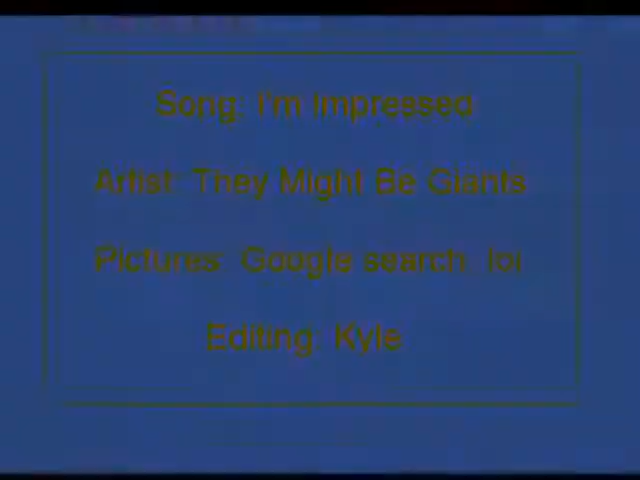 Song: I'm Impressed
Artist: They Might Be Giants
Pictures: Google search. lol
Editing: Kyle